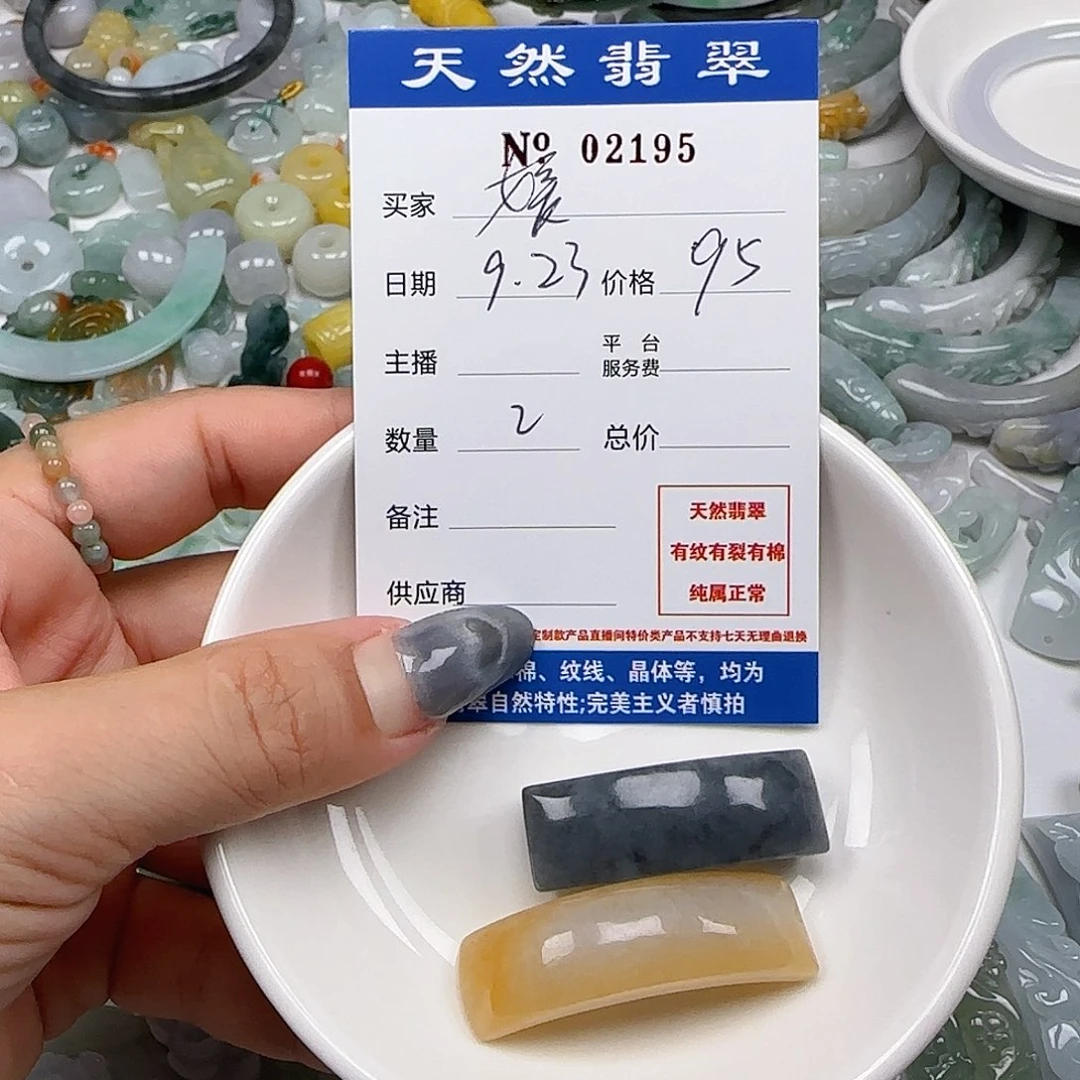 天然翡翠
№ 02195
买家 媛
日期 9.23 价格 95
主播 平台服务费
数量 2 总价
备注
供应商
天然翡翠
有纹有裂有棉
纯属正常
定制款产品直播间特价类产品不支持七天无理由退换
棉、纹线、晶体等，均为
翠自然特性;完美主义者慎拍